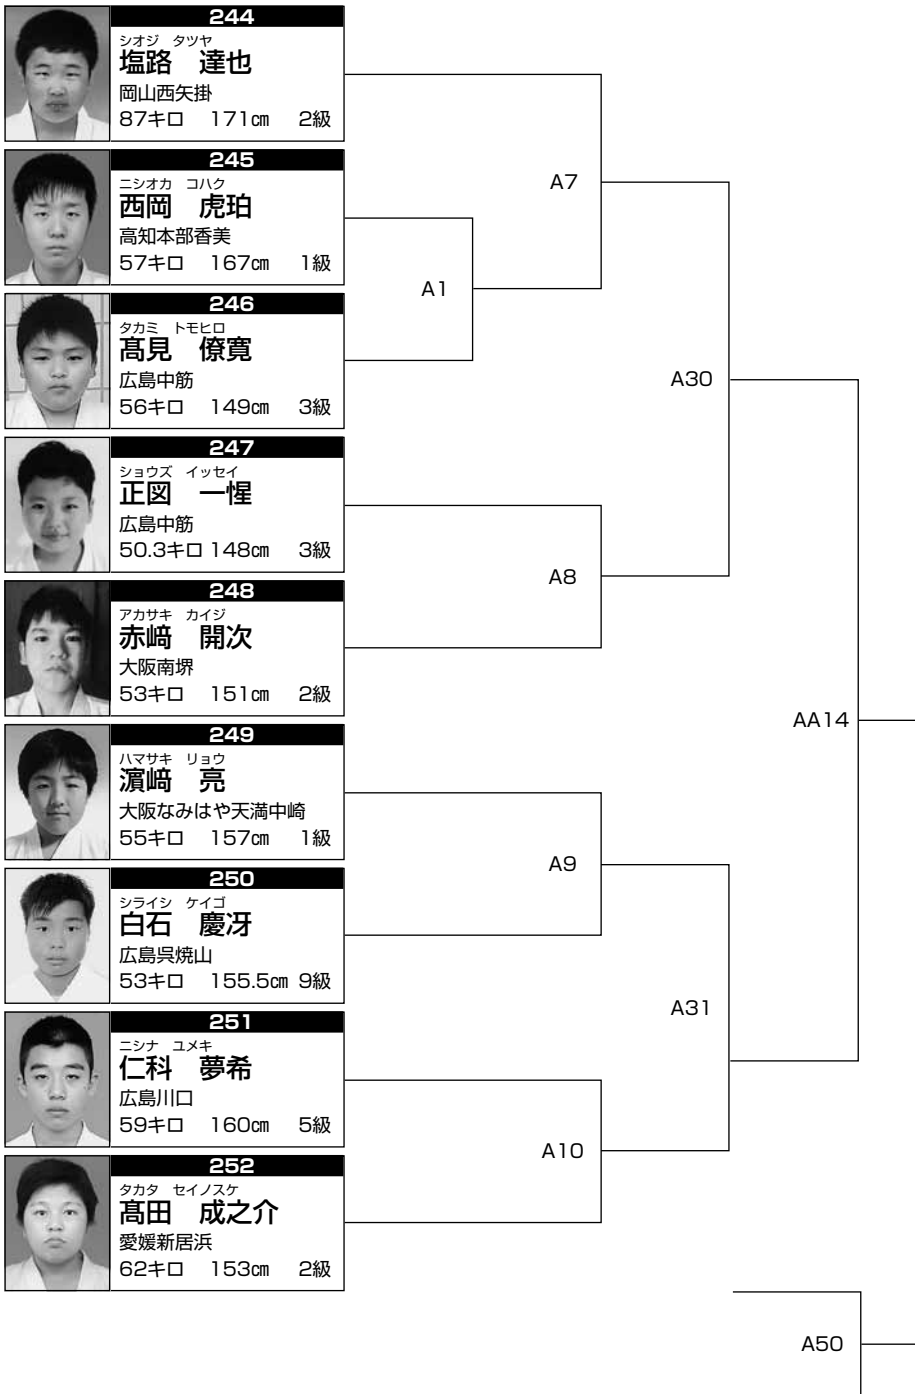 244
シオジ　タツヤ
塩路　達也
岡山西矢掛
87キロ　171㎝　2級
245
ニシオカ　コハク
西岡　虎珀
高知本部香美
57キロ　167㎝　1級
246
タカミ　トモヒロ
髙見　僚寛
広島中筋
56キロ　149㎝　3級
247
ショウズ　イッセイ
正図　一惺
広島中筋
50.3キロ 148㎝　3級
248
アカサキ　カイジ
赤﨑　開次
大阪南堺
53キロ　151㎝　2級
249
ハマサキ　リョウ
濵﨑　亮
大阪なみはや天満中崎
55キロ　157㎝　1級
250
シライシ　ケイゴ
白石　慶冴
広島呉焼山
53キロ　155.5㎝ 9級
251
ニシナ　ユメキ
仁科　夢希
広島川口
59キロ　160㎝　5級
252
タカタ　セイノスケ
髙田　成之介
愛媛新居浜
62キロ　153㎝　2級
A7
A1
A30
A8
AA14
A9
A31
A10
A50